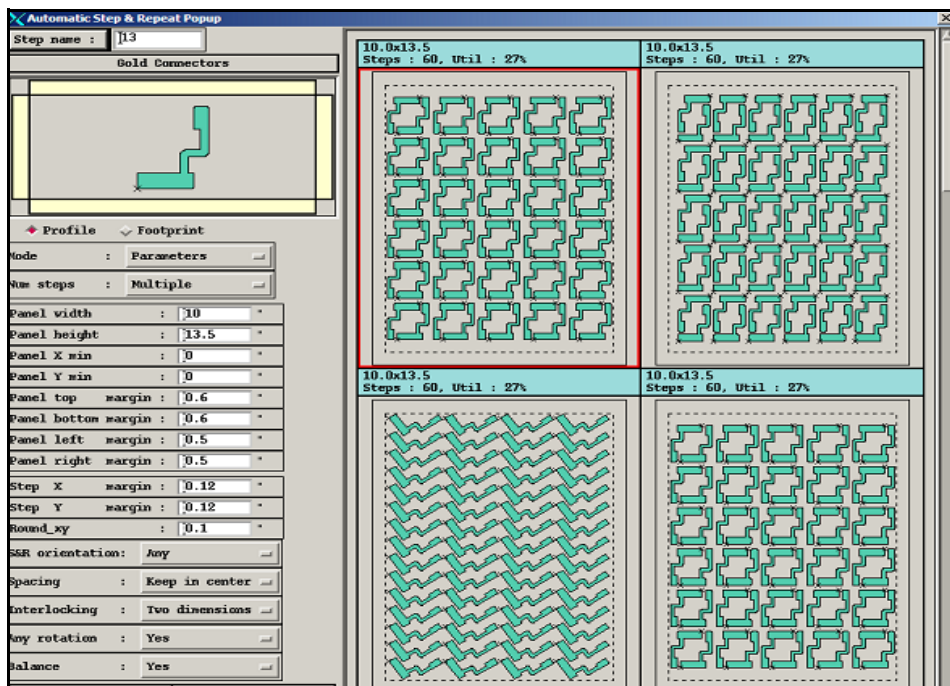 Automatic Step & Repeat Popup
Step name : 13
Gold Connectors
Profile Footprint
Mode : Parameters
Num steps : Multiple
Panel width : 10 "
Panel height : 13.5 "
Panel X min : 0 "
Panel Y min : 0 "
Panel top margin : 0.6 "
Panel bottom margin : 0.6 "
Panel left margin : 0.5 "
Panel right margin : 0.5 "
Step X margin : 0.12 "
Step Y margin : 0.12 "
Round_xy : 0.1 "
S&R orientation: Any
Spacing : Keep in center
Interlocking : Two dimensions
Any rotation : Yes
Balance : Yes
10.0x13.5
Steps : 60, Util : 27%
10.0x13.5
Steps : 60, Util : 27%
10.0x13.5
Steps : 60, Util : 27%
10.0x13.5
Steps : 60, Util : 27%